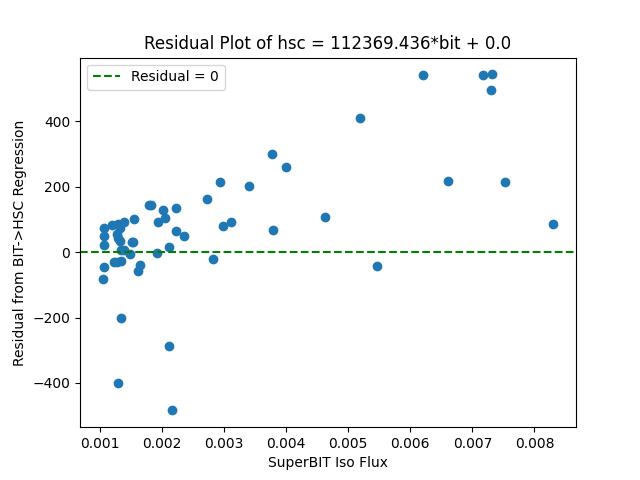 Residual Plot of hsc = 112369.436*bit + 0.0
Residual = 0
Residual from BIT->HSC Regression
400
200
0
−200
−400
0.001 0.002 0.003 0.004 0.005 0.006 0.007 0.008
SuperBIT Iso Flux